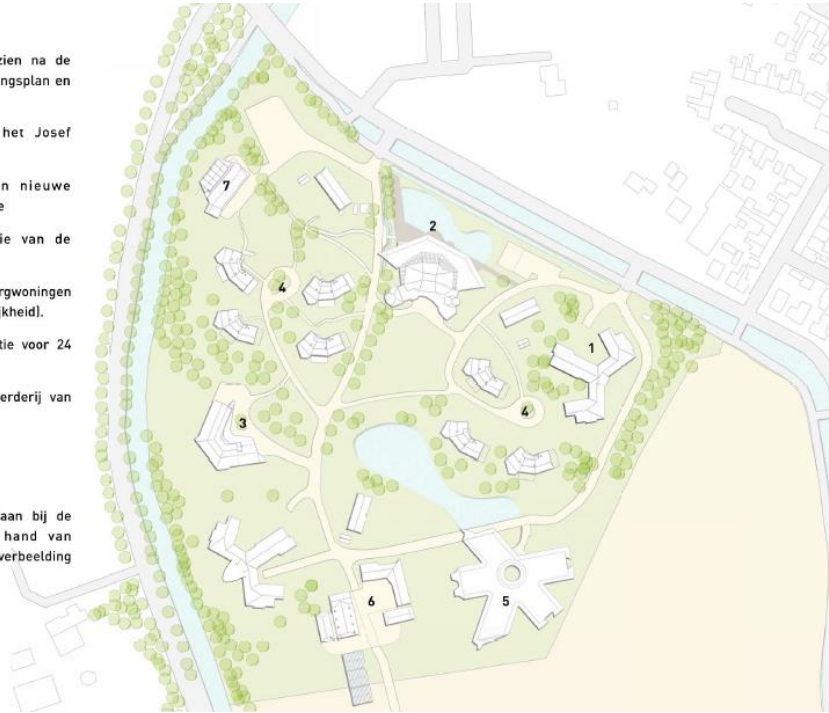 zien na de
ngsplan en
het Josef
n nieuwe
e
ie van de
rgwoningen
jkheid).
tie voor 24
erderij van
aan bij de
hand van
verbeelding
7
2
4
1
3
4
6
5